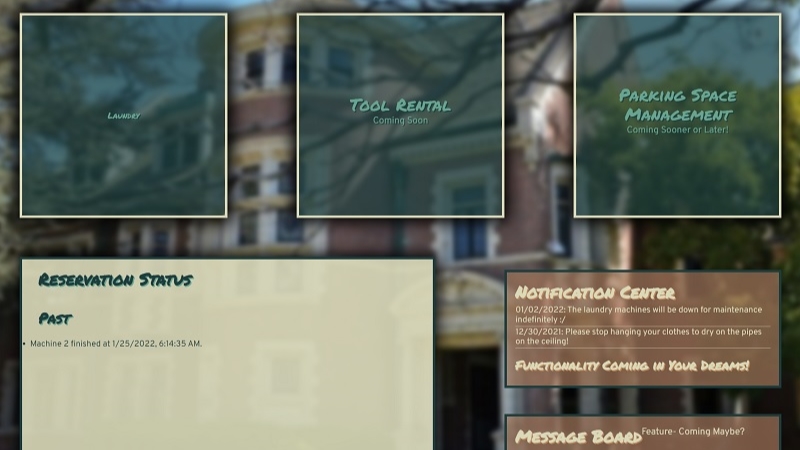 Laundry
Tool Rental
Coming Soon
Parking Space
Management
Coming Sooner or Later!
Reservation Status
Past
• Machine 2 finished at 1/25/2022, 6:14:35 AM.
Notification Center
01/02/2022: The laundry machines will be down for maintenance
indefinitely :/
12/30/2021: Please stop hanging your clothes to dry on the pipes
on the ceiling!
Functionality Coming in Your Dreams!
Message Board Feature- Coming Maybe?